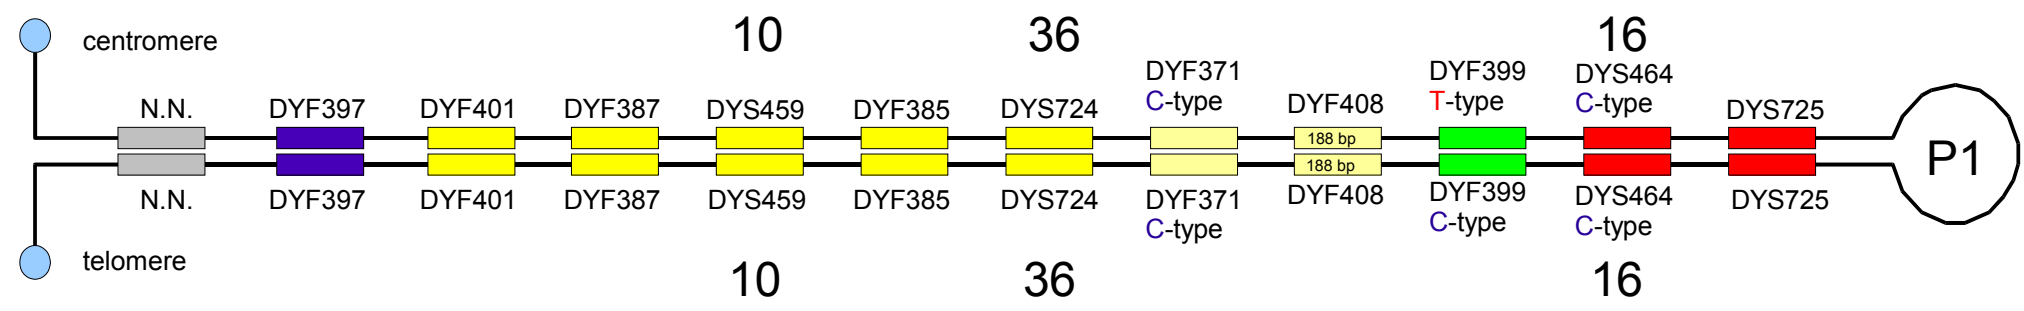 10 36 16
centromere
DYF371 DYF399 DYS464
N.N. DYF397 DYF401 DYF387 DYS459 DYF385 DYS724 C-type DYF408 T-type C-type DYS725
188 bp
P1
188 bp
N.N. DYF397 DYF401 DYF387 DYS459 DYF385 DYS724 DYF371 DYF408 DYF399 DYS464 DYS725
C-type C-type C-type
telomere
10 36 16